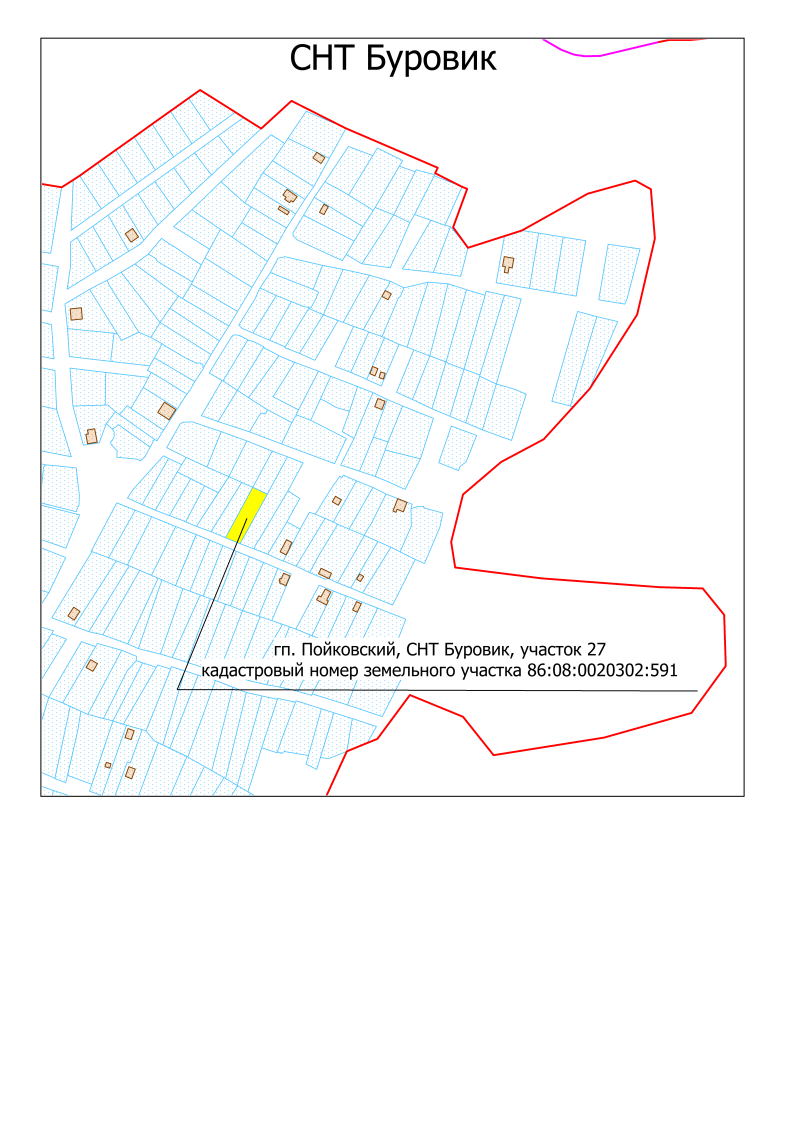 СНТ Буровик
гп. Пойковский, СНТ Буровик, участок 27
кадастровый номер земельного участка 86:08:0020302:591